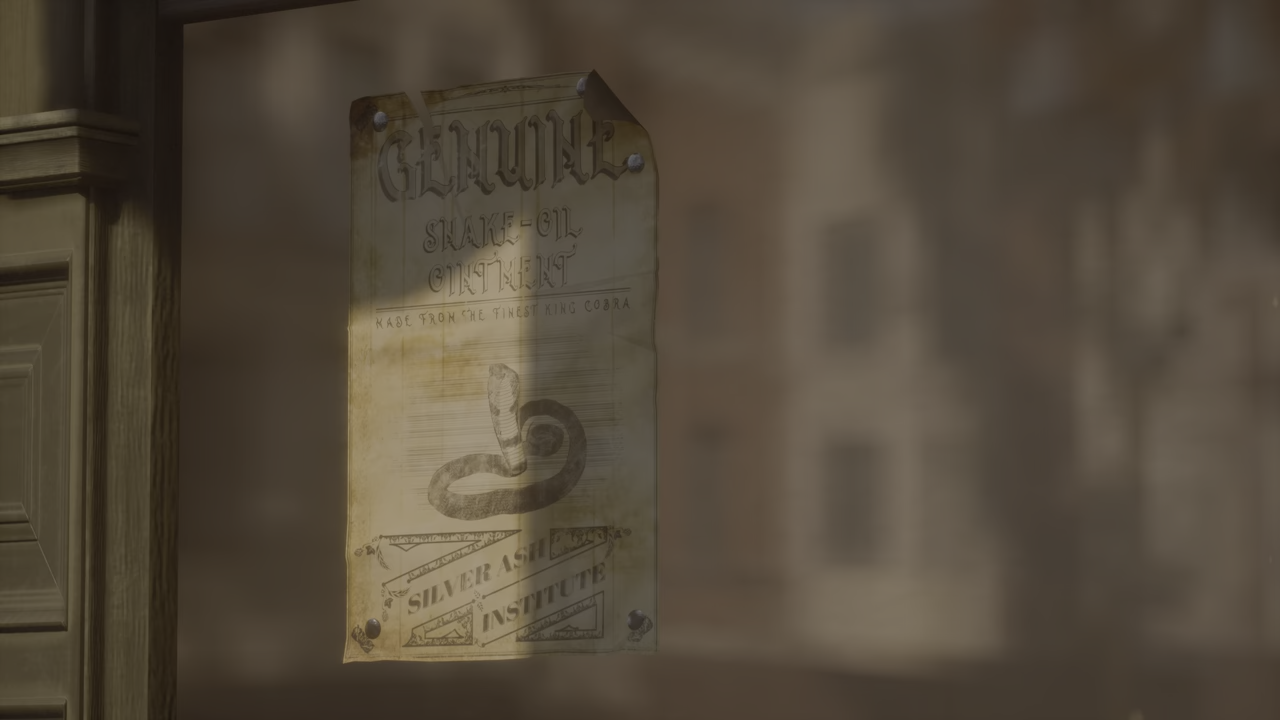 GENUINE
SNAKE-OIL
OINTMENT
MADE FROM THE FINEST KING COBRA
SILVER ASH
INSTITUTE